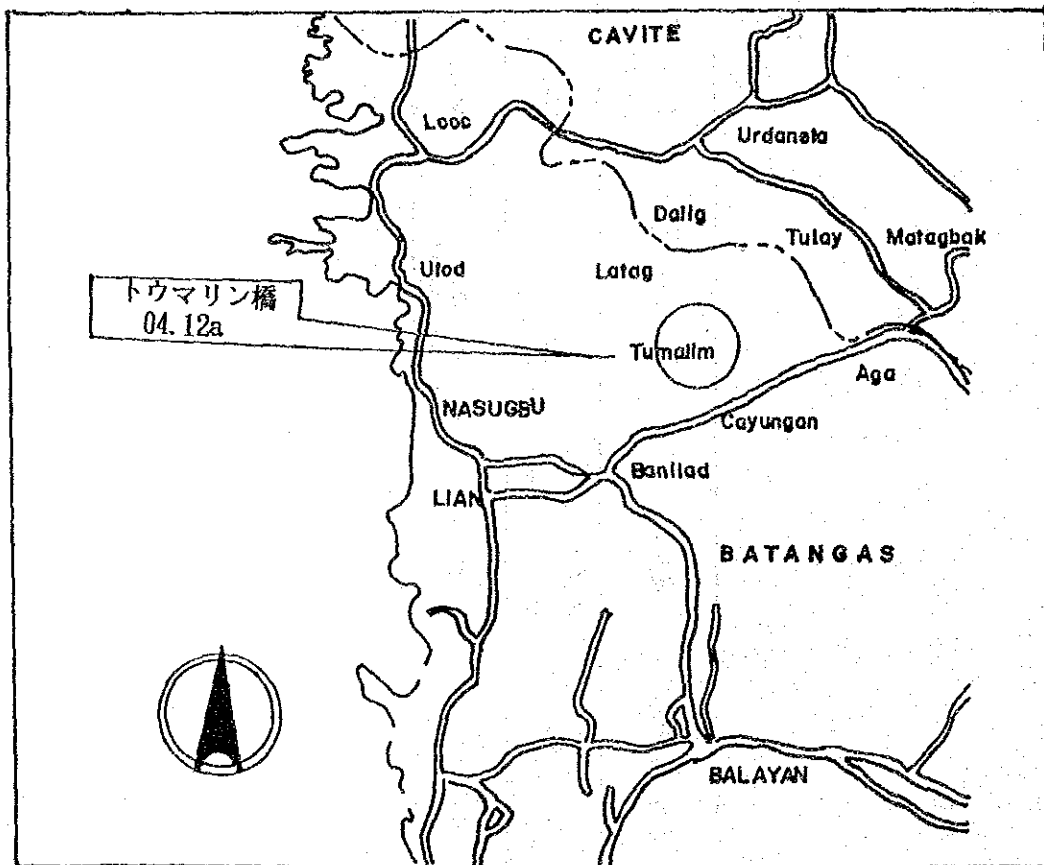 CAVITE
Looc
Urdaneta
Dalig
Tulay
Matagbak
Utod
Latag
トウマリン橋
04.12a
Tumalim
Aga
NASUGBU
Cayungan
Banilad
LIAN
BATANGAS
BALAYAN